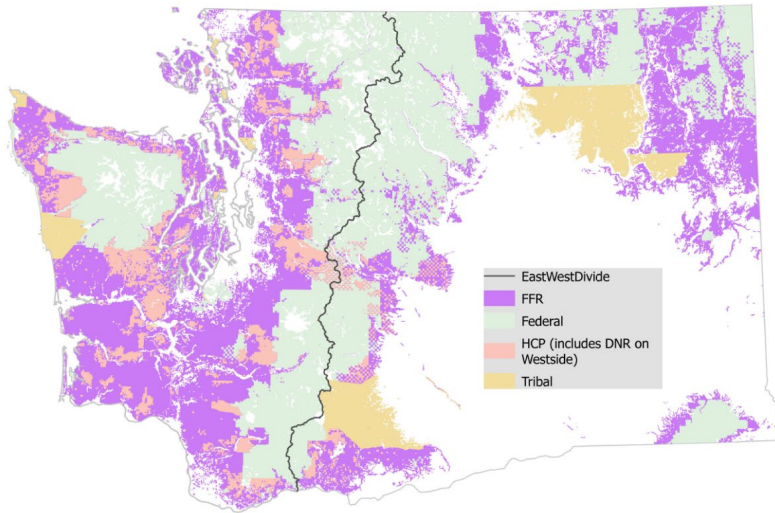 EastWestDivide
FFR
Federal
HCP (includes DNR on
Westside)
Tribal